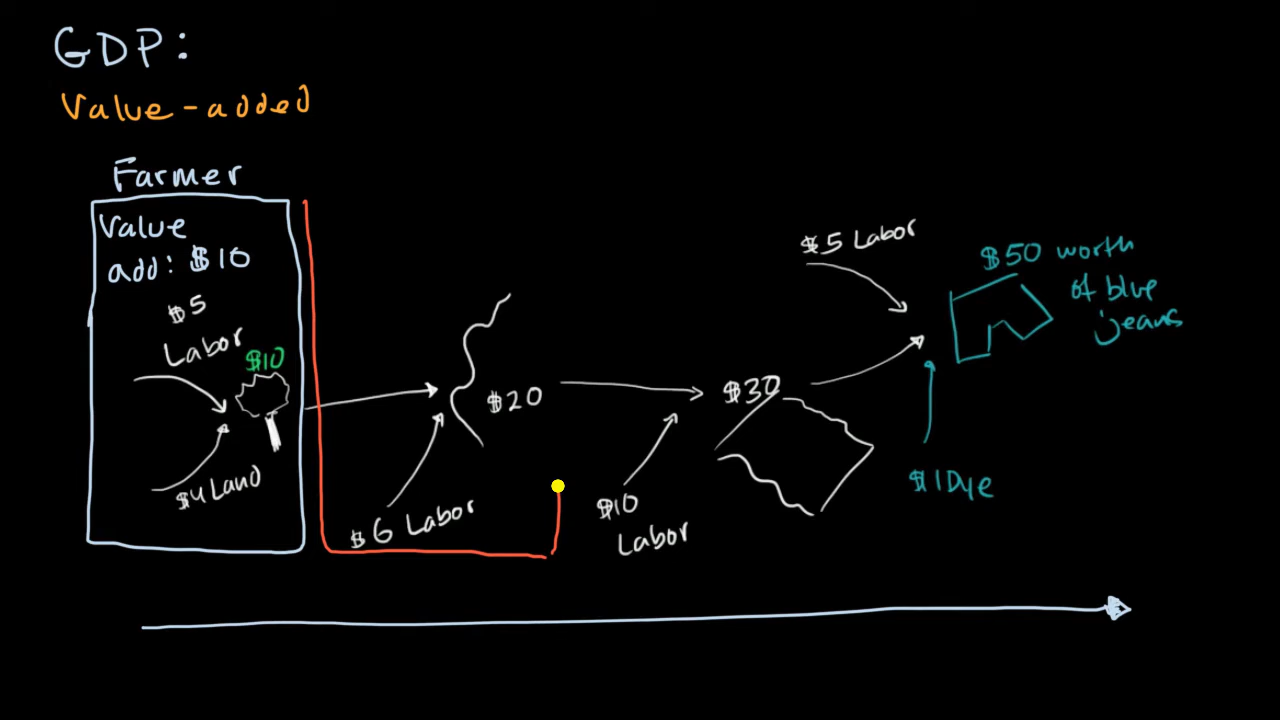 GDP:
Value-added
Farmer
Value
add: $10
$5
Labor
$10
$4 Land
$20
$6 Labor
$10
Labor
$30
$5 Labor
$1 Dye
$50 worth
of blue
jeans